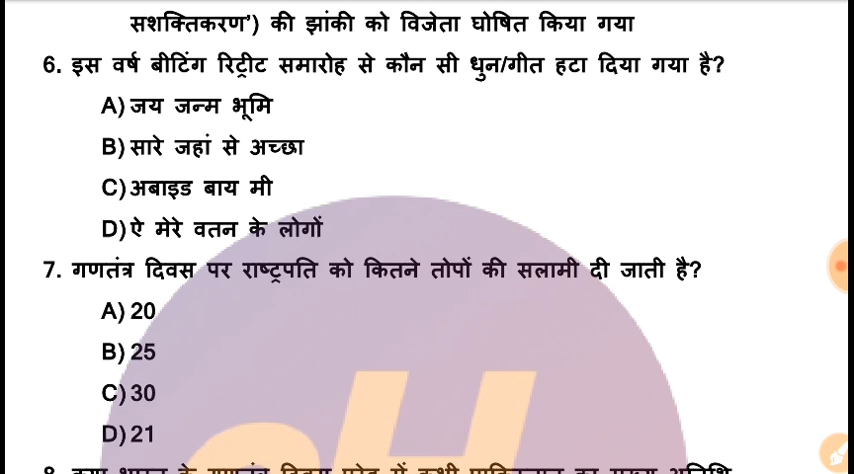 सशक्तिकरण') की झांकी को विजेता घोषित किया गया
6. इस वर्ष बीटिंग रिट्रीट समारोह से कौन सी धुन/गीत हटा दिया गया है?
A) जय जन्म भूमि
B) सारे जहां से अच्छा
C) अबाइड बाय मी
D) ऐ मेरे वतन के लोगों
7. गणतंत्र दिवस पर राष्ट्रपति को कितने तोपों की सलामी दी जाती है?
A) 20
B) 25
C) 30
D) 21